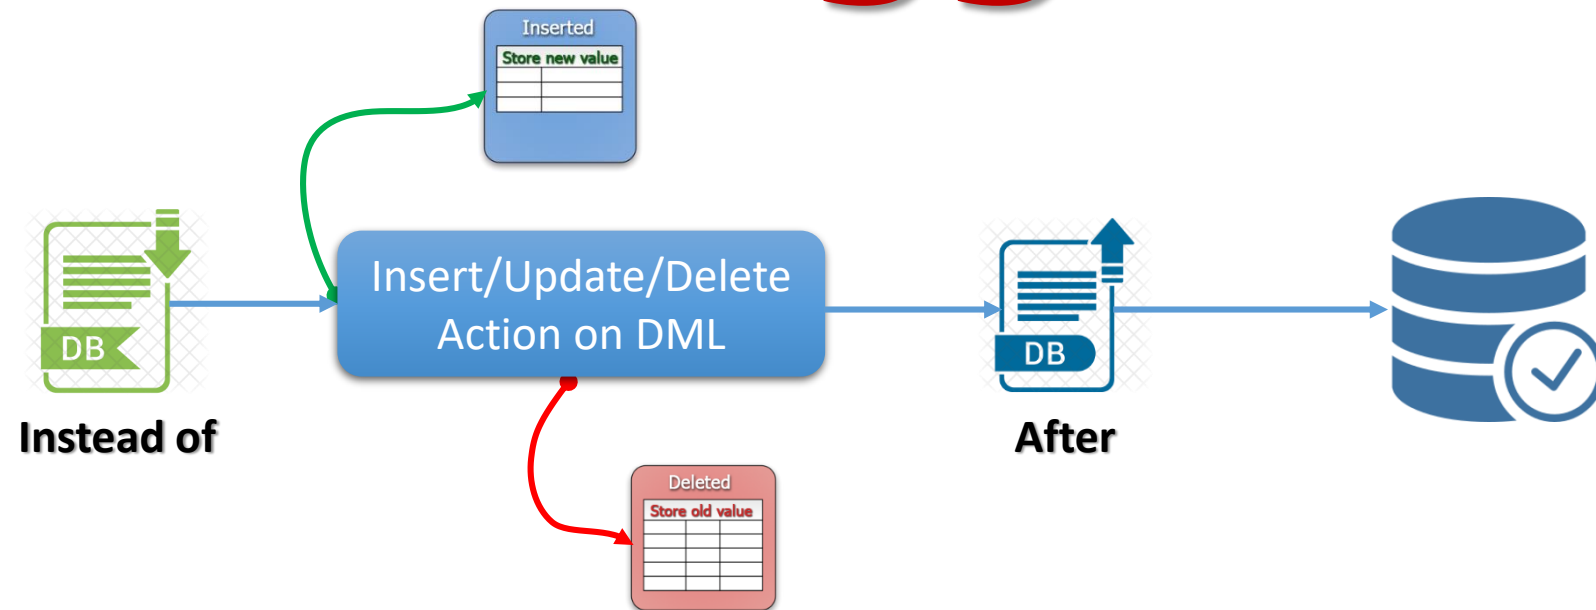 Inserted
Store new value
DB
Insert/Update/Delete
Action on DML
DB
Instead of
After
Deleted
Store old value